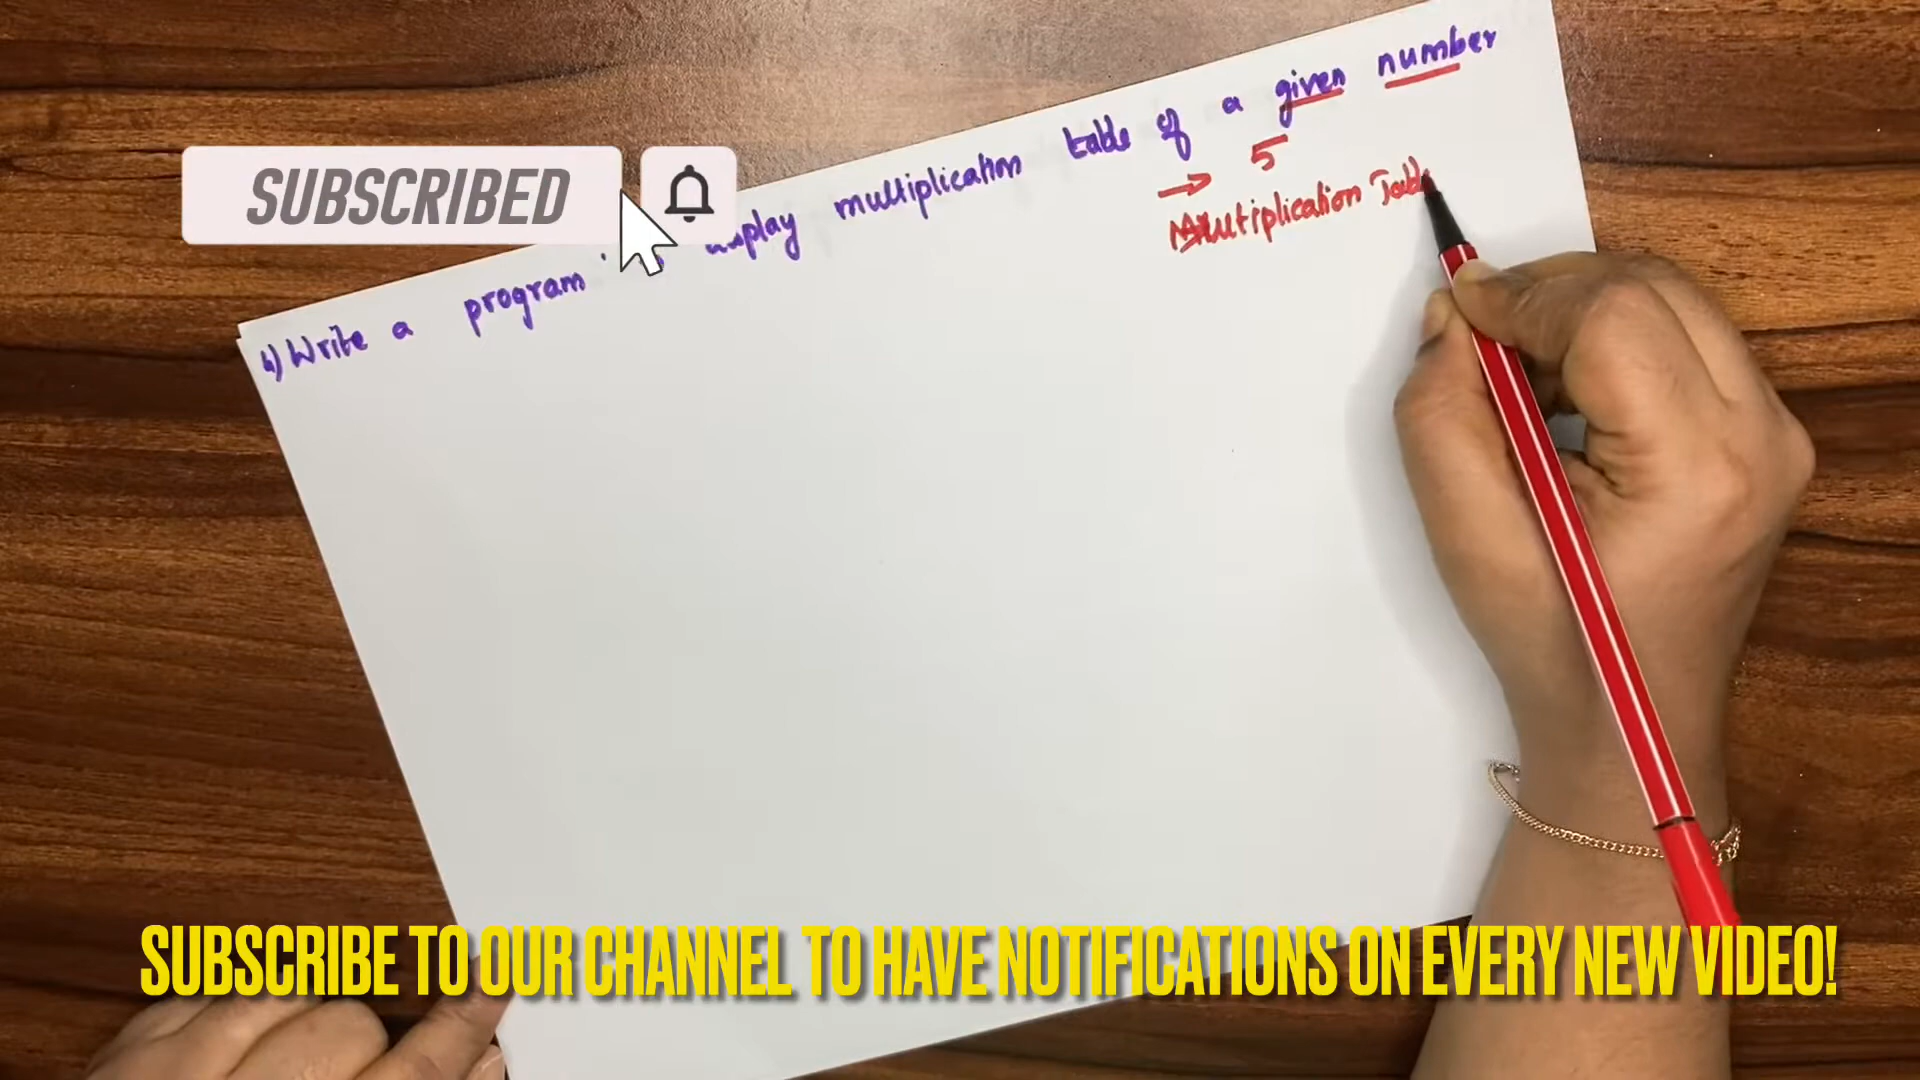 SUBSCRIBED
4) Write a program display multiplication table of a given number
→ 5
Multiplication Table
SUBSCRIBE TO OUR CHANNEL TO HAVE NOTIFICATIONS ON EVERY NEW VIDEO!